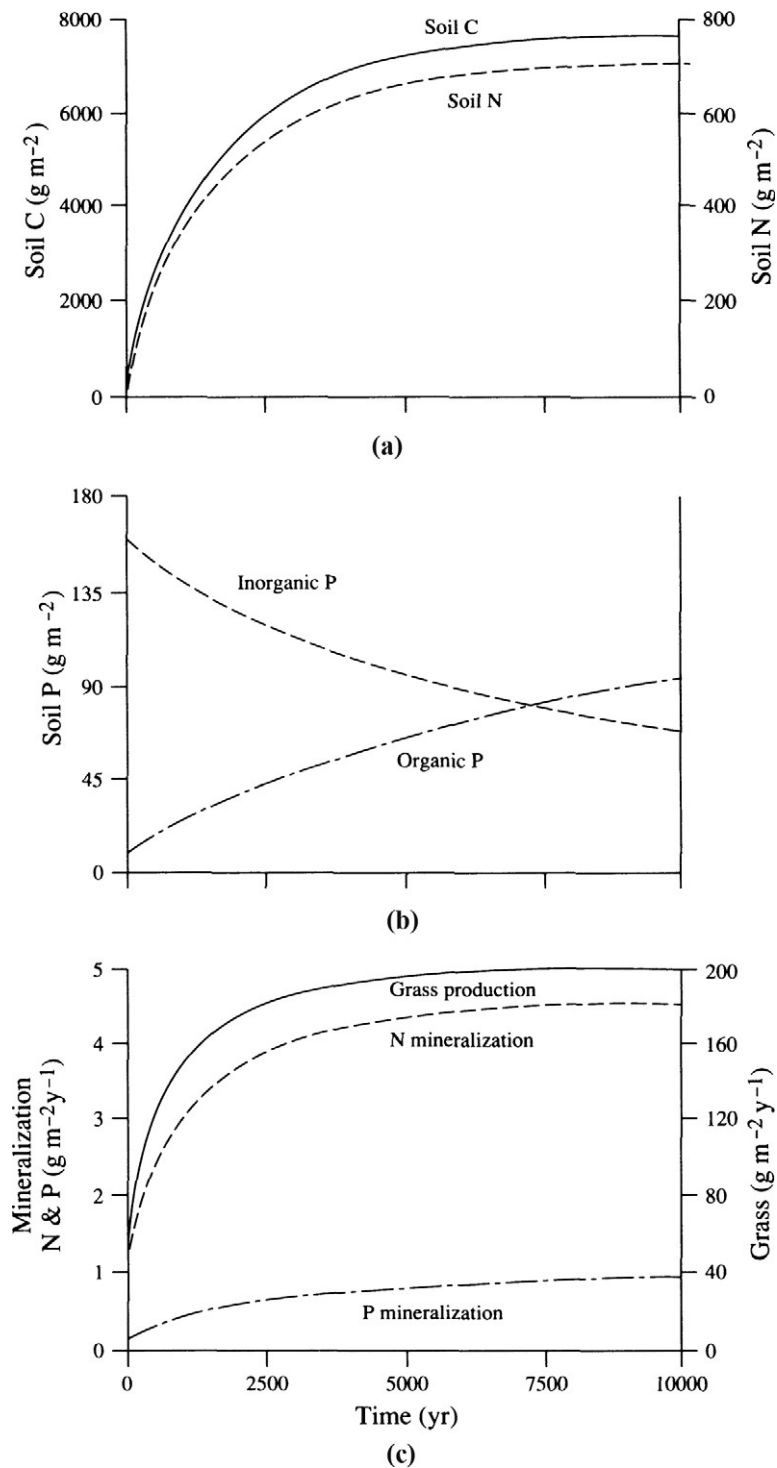 8000
6000
4000
2000
0
Soil C (g m⁻²)
Soil C
Soil N
800
600
400
200
0
Soil N (g m⁻²)
(a)
180
135
90
45
0
Soil P (g m⁻²)
Inorganic P
Organic P
(b)
5
4
3
2
1
0
Mineralization
N & P (g m⁻²y⁻¹)
Grass production
N mineralization
P mineralization
200
160
120
80
40
0
Grass (g m⁻²y⁻¹)
0 2500 5000 7500 10000
Time (yr)
(c)